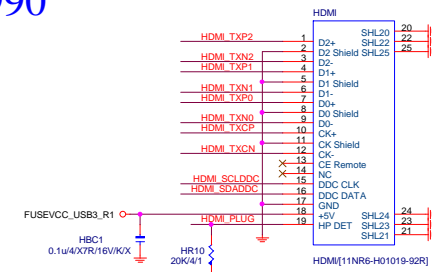 090
HDMI
HDMI_TXP2 1 D2+ SHL20 20
2 D2 Shield SHL22 22
HDMI_TXN2 3 D2- SHL25 25
HDMI_TXP1 4 D1+
5 D1 Shield
HDMI_TXN1 6 D1-
HDMI_TXP0 7 D0+
8 D0 Shield
HDMI_TXN0 9 D0-
HDMI_TXCP 10 CK+
11 CK Shield
HDMI_TXCN 12 CK-
13 CE Remote
14 NC
HDMI_SCLDDC 15 DDC CLK
HDMI_SDADDC 16 DDC DATA
17 GND
FUSEVCC_USB3_R1 18 +5V SHL24 24
HDMI_PLUG 19 HP DET SHL23 23
SHL21 21
HBC1
0.1u/4/X7R/16V/K/X
HR10
20K/4/1
HDMI/[11NR6-H01019-92R]